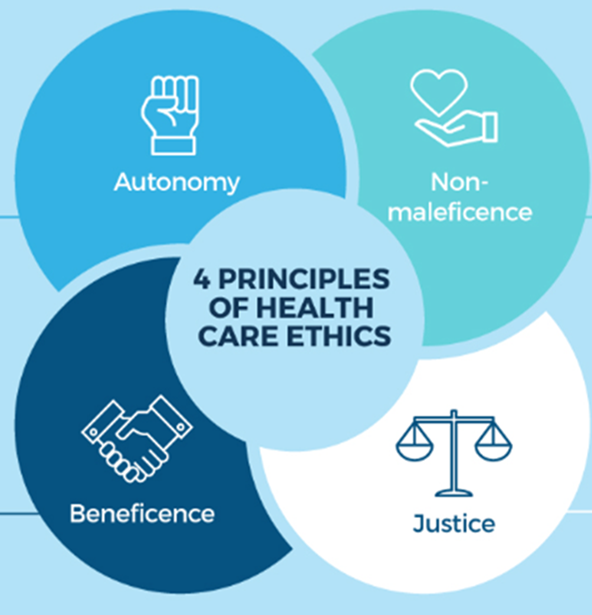 Autonomy
Non-
maleficence
4 PRINCIPLES
OF HEALTH
CARE ETHICS
Beneficence
Justice